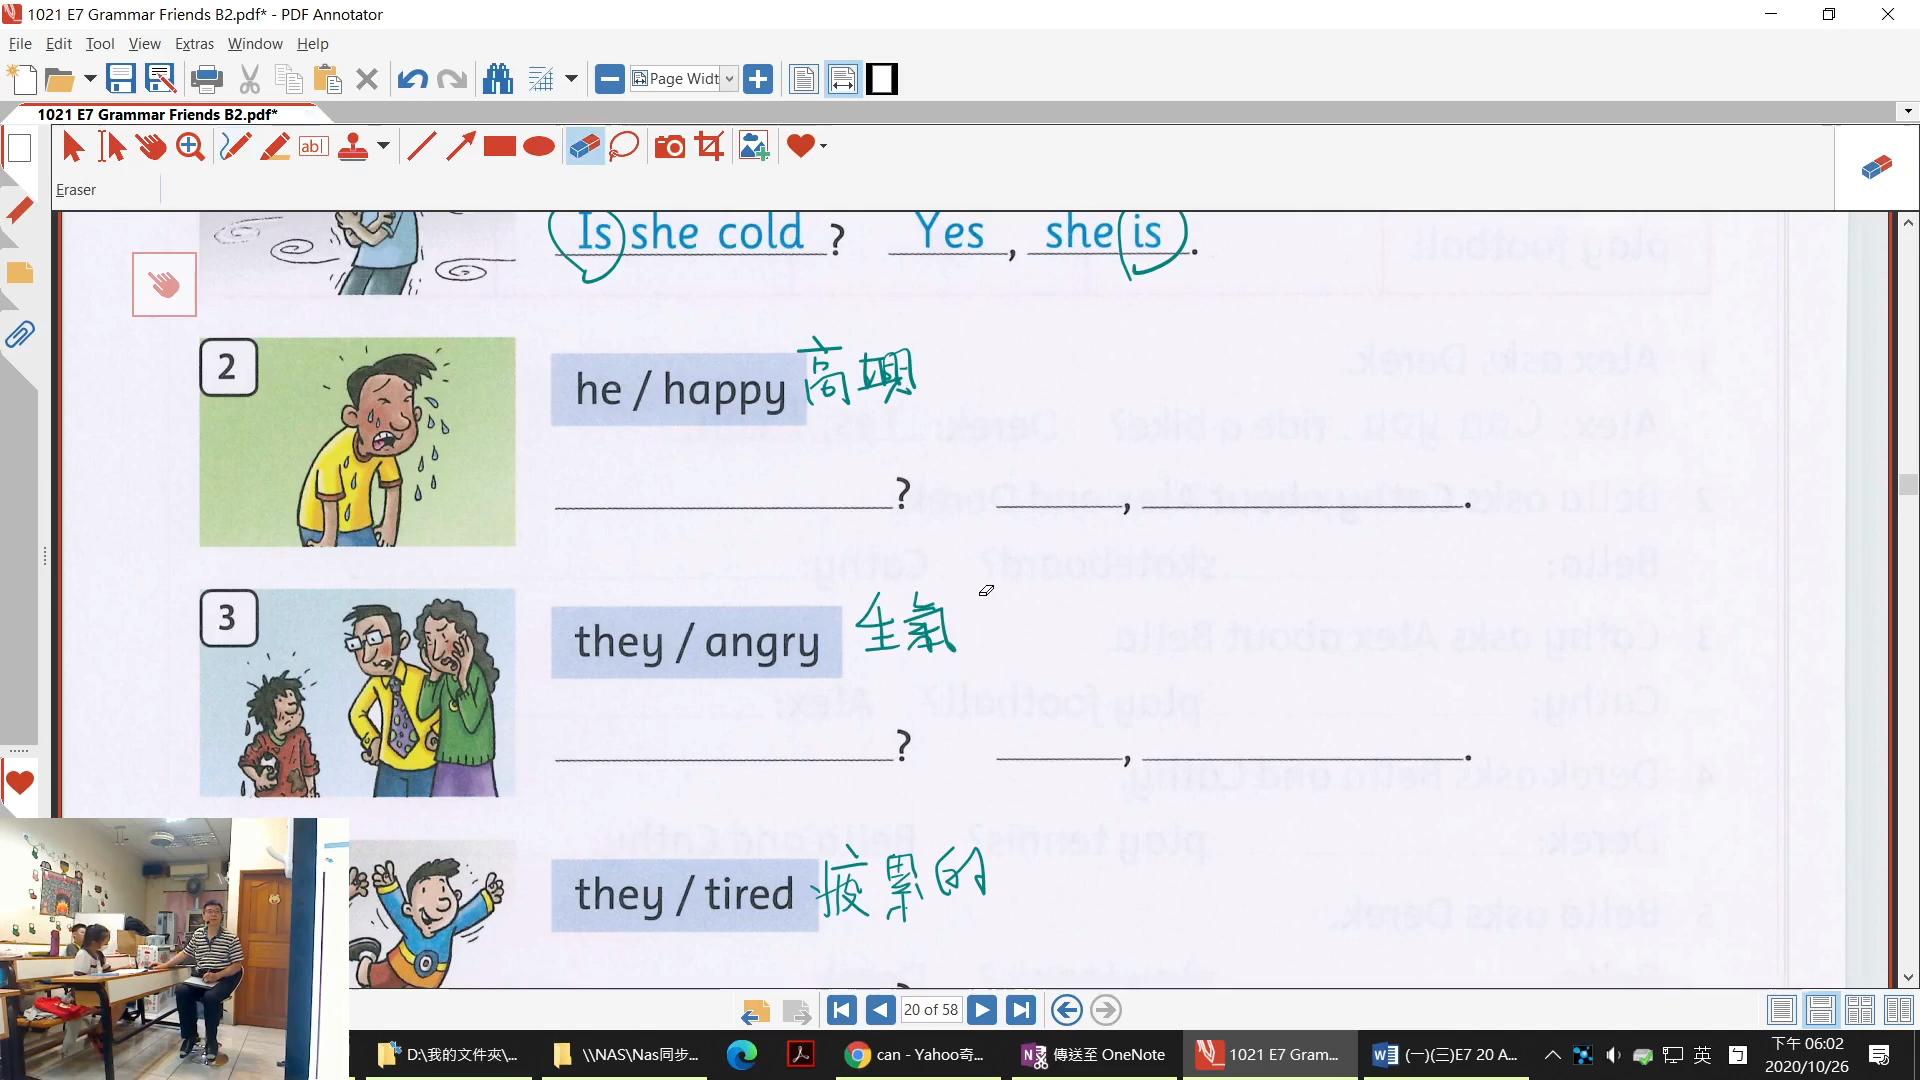 1021 E7 Grammar Friends B2.pdf* - PDF Annotator
File Edit Tool View Extras Window Help
Page Widt
1021 E7 Grammar Friends B2.pdf*
ab
Eraser
Is she cold ? Yes , she is .
2
he / happy 高興
? , .
3
they / angry 生氣
? , .
they / tired 疲累的
20 of 58
D:\我的文件夾\...
\\NAS\Nas同步...
can - Yahoo奇...
傳送至 OneNote
1021 E7 Gram...
(一)(三)E7 20 A...
英
下午 06:02
2020/10/26